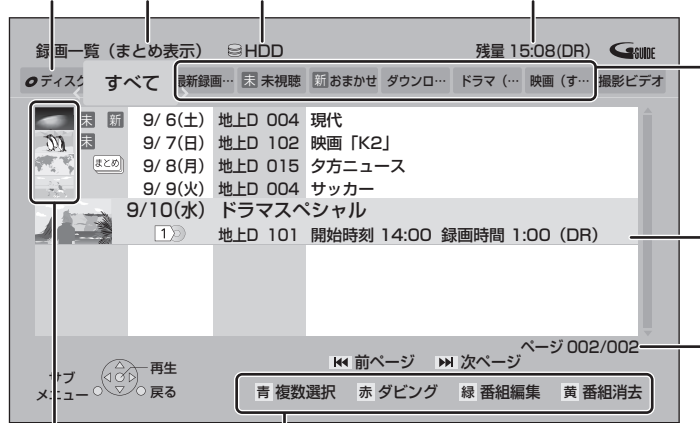 録画一覧（まとめ表示） HDD 残量 15:08(DR) GGUIDE
ディスク すべて 最新録画… 未 未視聴 新 おまかせ ダウンロ… ドラマ（… 映画（す… 撮影ビデオ
未 新 9/ 6(土) 地上D 004 現代
未 9/ 7(日) 地上D 102 映画「K2」
まとめ 9/ 8(月) 地上D 015 夕方ニュース
9/ 9(火) 地上D 004 サッカー
9/10(水) ドラマスペシャル
1 地上D 101 開始時刻 14:00 録画時間 1:00（DR）
ページ 002/002
前ページ 次ページ
サブ
メニュー
再生
戻る
青 複数選択 赤 ダビング 緑 番組編集 黄 番組消去